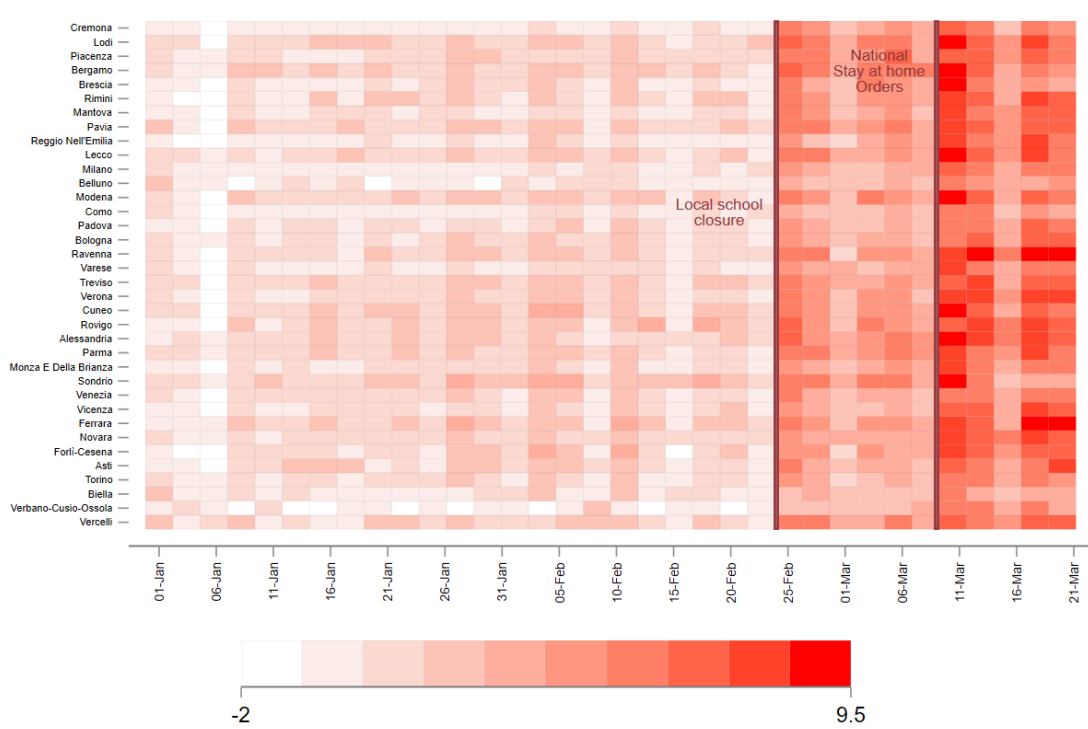 Cremona
Lodi
Piacenza
Bergamo
Brescia
Rimini
Mantova
Pavia
Reggio Nell'Emilia
Lecco
Milano
Belluno
Modena
Como
Padova
Bologna
Ravenna
Varese
Treviso
Verona
Cuneo
Rovigo
Alessandria
Parma
Monza E Della Brianza
Sondrio
Venezia
Vicenza
Ferrara
Novara
Forlì-Cesena
Asti
Torino
Biella
Verbano-Cusio-Ossola
Vercelli
National
Stay at home
Orders
Local school
closure
01-Jan
06-Jan
11-Jan
16-Jan
21-Jan
26-Jan
31-Jan
05-Feb
10-Feb
15-Feb
20-Feb
25-Feb
01-Mar
06-Mar
11-Mar
16-Mar
21-Mar
-2
9.5